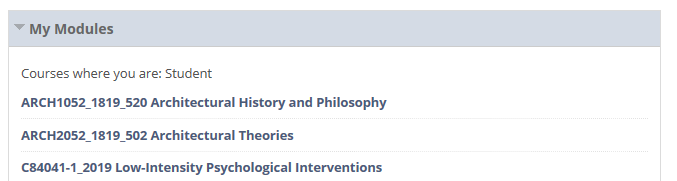 My Modules
Courses where you are: Student
ARCH1052_1819_520 Architectural History and Philosophy
ARCH2052_1819_502 Architectural Theories
C84041-1_2019 Low-Intensity Psychological Interventions